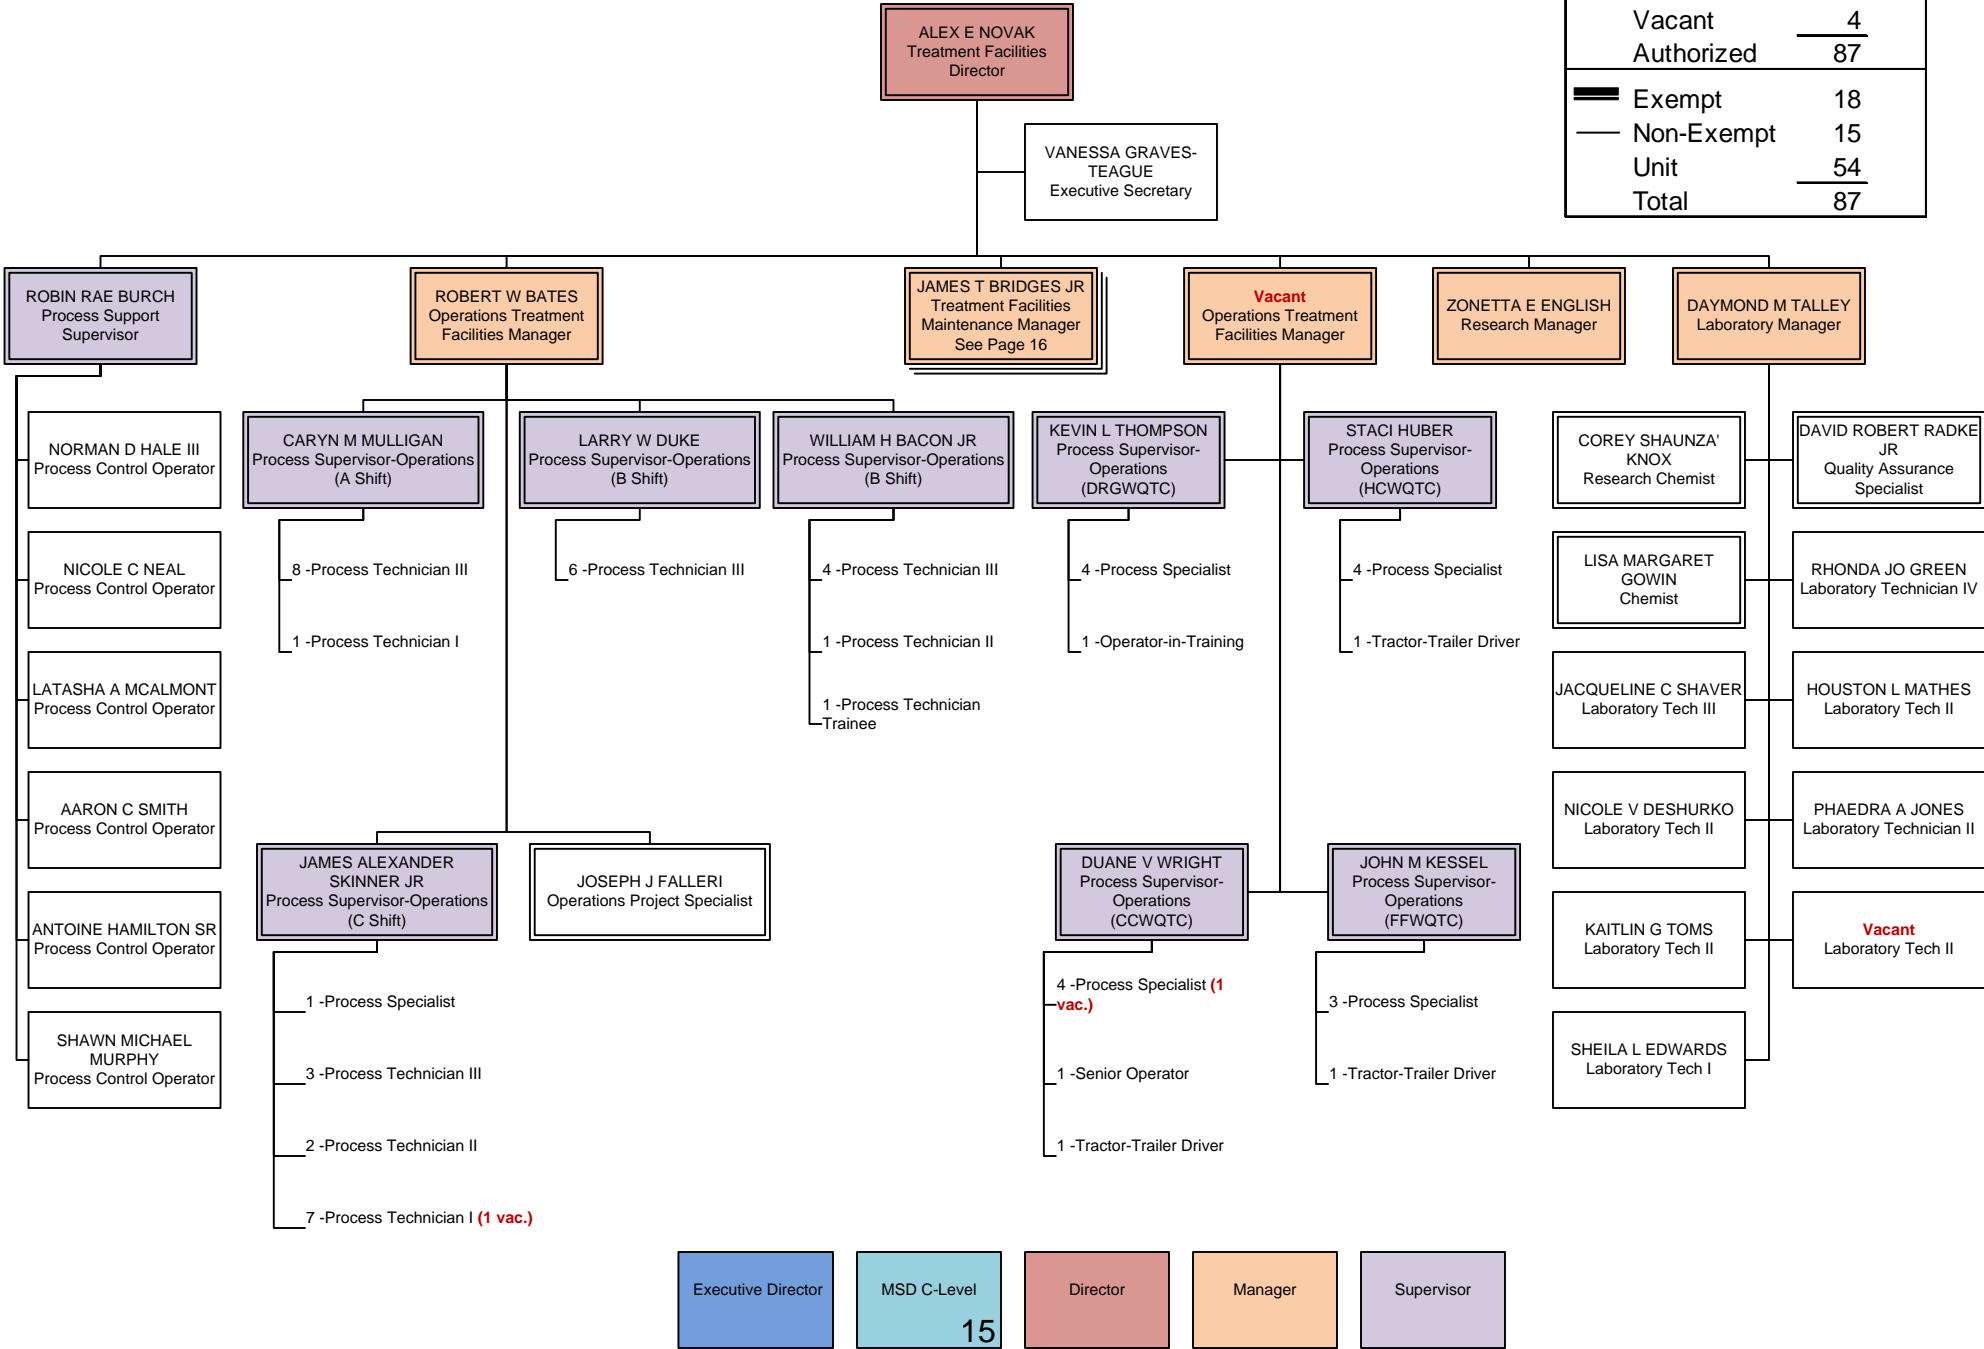 Vacant 4
Authorized 87
Exempt 18
Non-Exempt 15
Unit 54
Total 87
ALEX E NOVAK
Treatment Facilities
Director
VANESSA GRAVES-
TEAGUE
Executive Secretary
ROBIN RAE BURCH
Process Support
Supervisor
ROBERT W BATES
Operations Treatment
Facilities Manager
JAMES T BRIDGES JR
Treatment Facilities
Maintenance Manager
See Page 16
Vacant
Operations Treatment
Facilities Manager
ZONETTA E ENGLISH
Research Manager
DAYMOND M TALLEY
Laboratory Manager
NORMAN D HALE III
Process Control Operator
NICOLE C NEAL
Process Control Operator
LATASHA A MCALMONT
Process Control Operator
AARON C SMITH
Process Control Operator
ANTOINE HAMILTON SR
Process Control Operator
SHAWN MICHAEL
MURPHY
Process Control Operator
CARYN M MULLIGAN
Process Supervisor-Operations
(A Shift)
8 -Process Technician III
1 -Process Technician I
LARRY W DUKE
Process Supervisor-Operations
(B Shift)
6 -Process Technician III
WILLIAM H BACON JR
Process Supervisor-Operations
(B Shift)
4 -Process Technician III
1 -Process Technician II
1 -Process Technician
Trainee
JAMES ALEXANDER
SKINNER JR
Process Supervisor-Operations
(C Shift)
1 -Process Specialist
3 -Process Technician III
2 -Process Technician II
7 -Process Technician I (1 vac.)
JOSEPH J FALLERI
Operations Project Specialist
KEVIN L THOMPSON
Process Supervisor-
Operations
(DRGWQTC)
4 -Process Specialist
1 -Operator-in-Training
STACI HUBER
Process Supervisor-
Operations
(HCWQTC)
4 -Process Specialist
1 -Tractor-Trailer Driver
DUANE V WRIGHT
Process Supervisor-
Operations
(CCWQTC)
4 -Process Specialist (1
vac.)
1 -Senior Operator
1 -Tractor-Trailer Driver
JOHN M KESSEL
Process Supervisor-
Operations
(FFWQTC)
3 -Process Specialist
1 -Tractor-Trailer Driver
COREY SHAUNZA'
KNOX
Research Chemist
DAVID ROBERT RADKE
JR
Quality Assurance
Specialist
LISA MARGARET
GOWIN
Chemist
RHONDA JO GREEN
Laboratory Technician IV
JACQUELINE C SHAVER
Laboratory Tech III
HOUSTON L MATHES
Laboratory Tech II
NICOLE V DESHURKO
Laboratory Tech II
PHAEDRA A JONES
Laboratory Technician II
KAITLIN G TOMS
Laboratory Tech II
Vacant
Laboratory Tech II
SHEILA L EDWARDS
Laboratory Tech I
Executive Director
MSD C-Level
15
Director
Manager
Supervisor